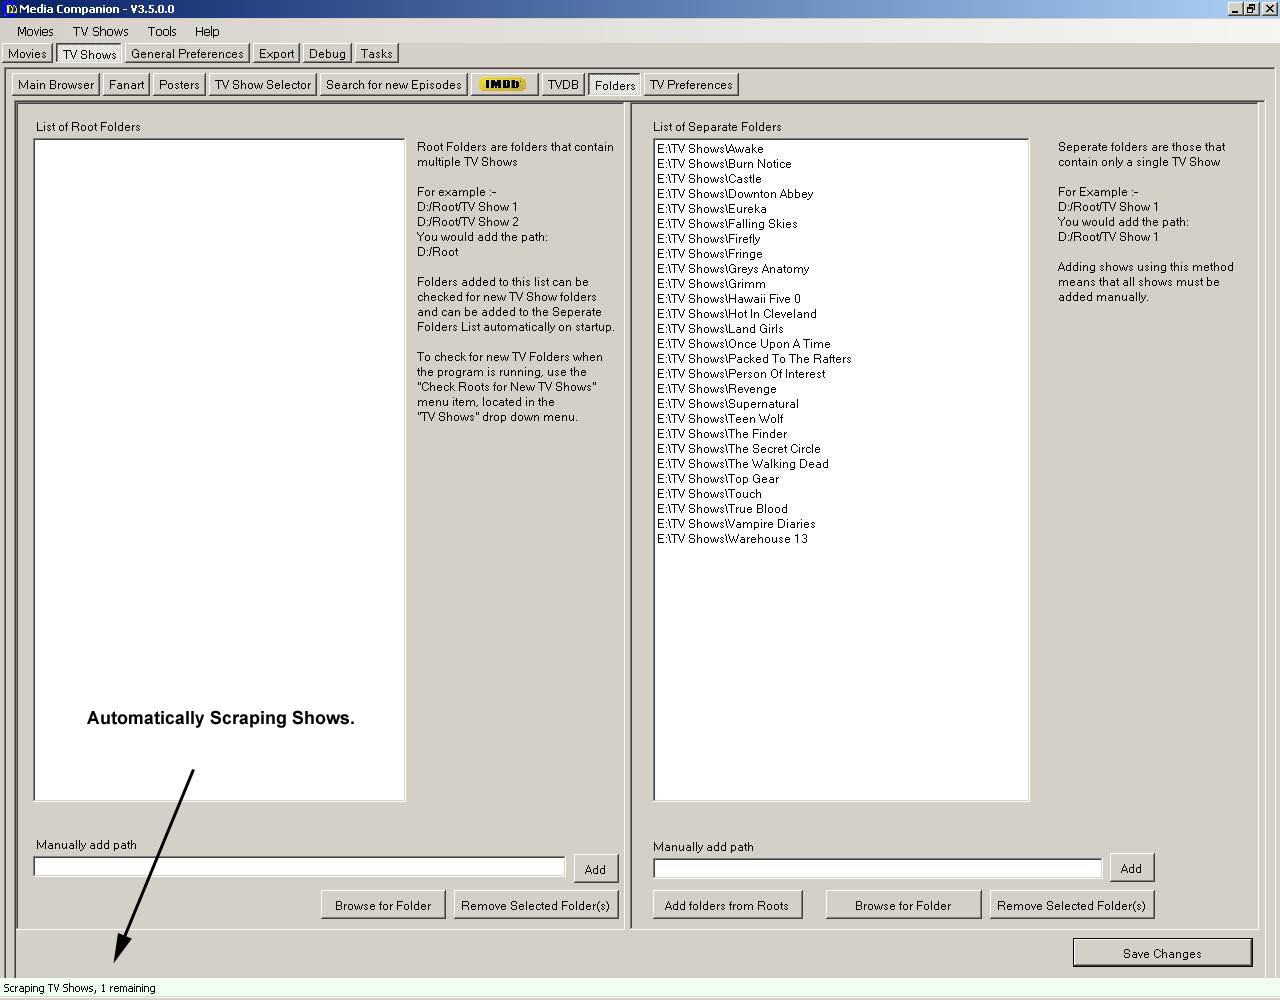 Media Companion - V3.5.0.0
Movies TV Shows Tools Help
Movies TV Shows General Preferences Export Debug Tasks
Main Browser Fanart Posters TV Show Selector Search for new Episodes IMDb TVDB Folders TV Preferences
List of Root Folders
Root Folders are folders that contain
multiple TV Shows
For example :-
D:/Root/TV Show 1
D:/Root/TV Show 2
You would add the path:
D:/Root
Folders added to this list can be
checked for new TV Show folders
and can be added to the Seperate
Folders List automatically on startup.
To check for new TV Folders when
the program is running, use the
"Check Roots for New TV Shows"
menu item, located in the
"TV Shows" drop down menu.
Automatically Scraping Shows.
Manually add path
Add
Browse for Folder Remove Selected Folder(s)
List of Separate Folders
E:\TV Shows\Awake
E:\TV Shows\Burn Notice
E:\TV Shows\Castle
E:\TV Shows\Downton Abbey
E:\TV Shows\Eureka
E:\TV Shows\Falling Skies
E:\TV Shows\Firefly
E:\TV Shows\Fringe
E:\TV Shows\Greys Anatomy
E:\TV Shows\Grimm
E:\TV Shows\Hawaii Five 0
E:\TV Shows\Hot In Cleveland
E:\TV Shows\Land Girls
E:\TV Shows\Once Upon A Time
E:\TV Shows\Packed To The Rafters
E:\TV Shows\Person Of Interest
E:\TV Shows\Revenge
E:\TV Shows\Supernatural
E:\TV Shows\Teen Wolf
E:\TV Shows\The Finder
E:\TV Shows\The Secret Circle
E:\TV Shows\The Walking Dead
E:\TV Shows\Top Gear
E:\TV Shows\Touch
E:\TV Shows\True Blood
E:\TV Shows\Vampire Diaries
E:\TV Shows\Warehouse 13
Seperate folders are those that
contain only a single TV Show
For Example :-
D:/Root/TV Show 1
You would add the path:
D:/Root/TV Show 1
Adding shows using this method
means that all shows must be
added manually.
Manually add path
Add
Add folders from Roots Browse for Folder Remove Selected Folder(s)
Save Changes
Scraping TV Shows, 1 remaining